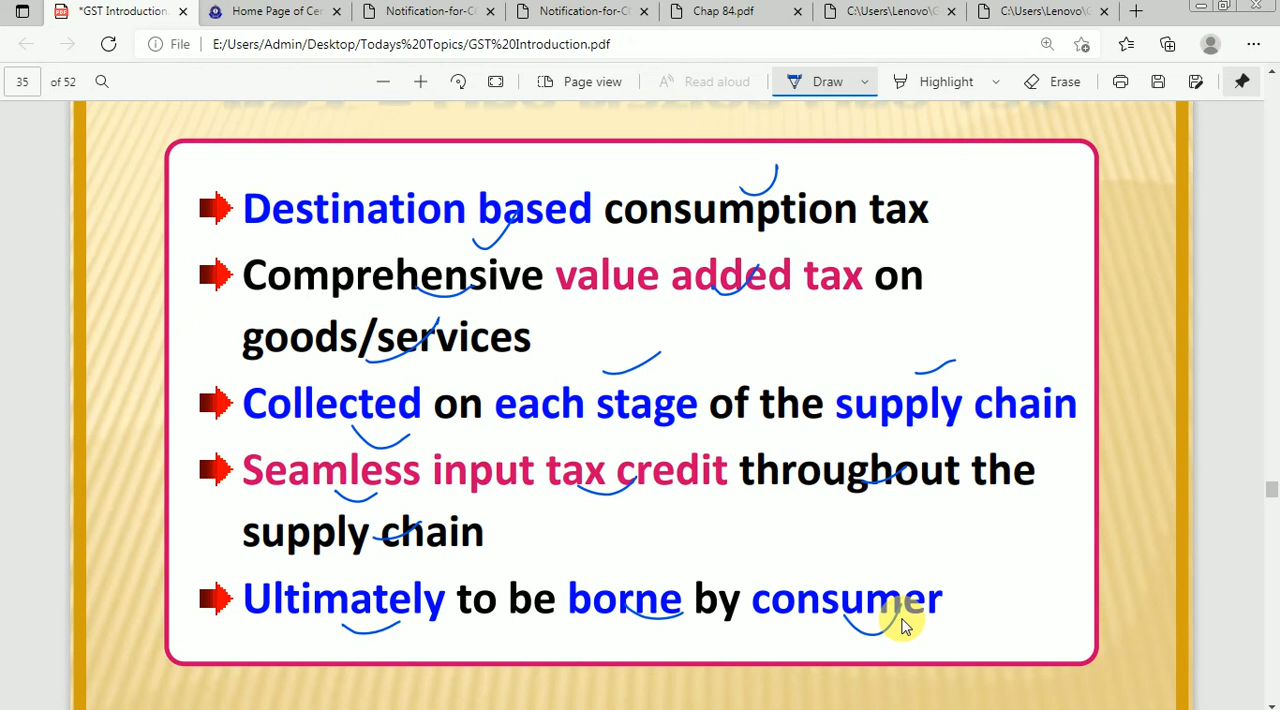 *GST Introduction.
Home Page of Ce
Notification-for-C
Notification-for-C
Chap 84.pdf
C:\Users\Lenovo\
C:\Users\Lenovo\
File
E:/Users/Admin/Desktop/Todays%20Topics/GST%20Introduction.pdf
35 of 52
Page view
Read aloud
Draw
Highlight
Erase
Destination based consumption tax
Comprehensive value added tax on
goods/services
Collected on each stage of the supply chain
Seamless input tax credit throughout the
supply chain
Ultimately to be borne by consumer